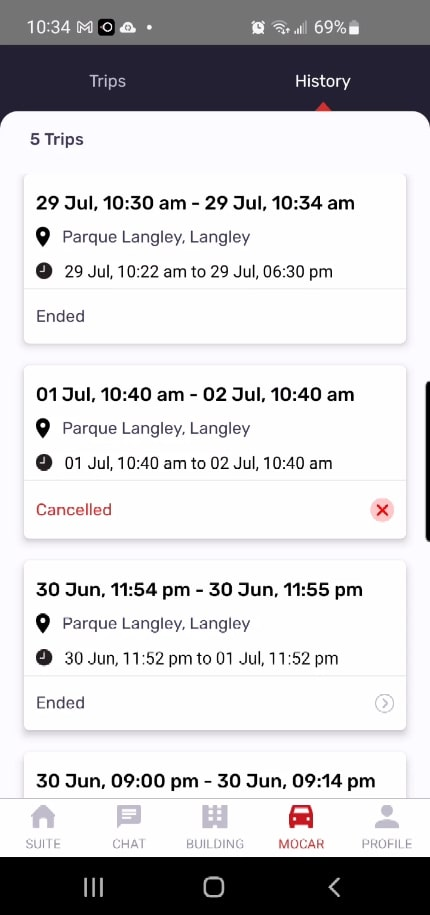 10:34
69%
Trips
History
5 Trips
29 Jul, 10:30 am - 29 Jul, 10:34 am
Parque Langley, Langley
29 Jul, 10:22 am to 29 Jul, 06:30 pm
Ended
01 Jul, 10:40 am - 02 Jul, 10:40 am
Parque Langley, Langley
01 Jul, 10:40 am to 02 Jul, 10:40 am
Cancelled
30 Jun, 11:54 pm - 30 Jun, 11:55 pm
Parque Langley, Langley
30 Jun, 11:52 pm to 01 Jul, 11:52 pm
Ended
30 Jun, 09:00 pm - 30 Jun, 09:14 pm
SUITE
CHAT
BUILDING
MOCAR
PROFILE